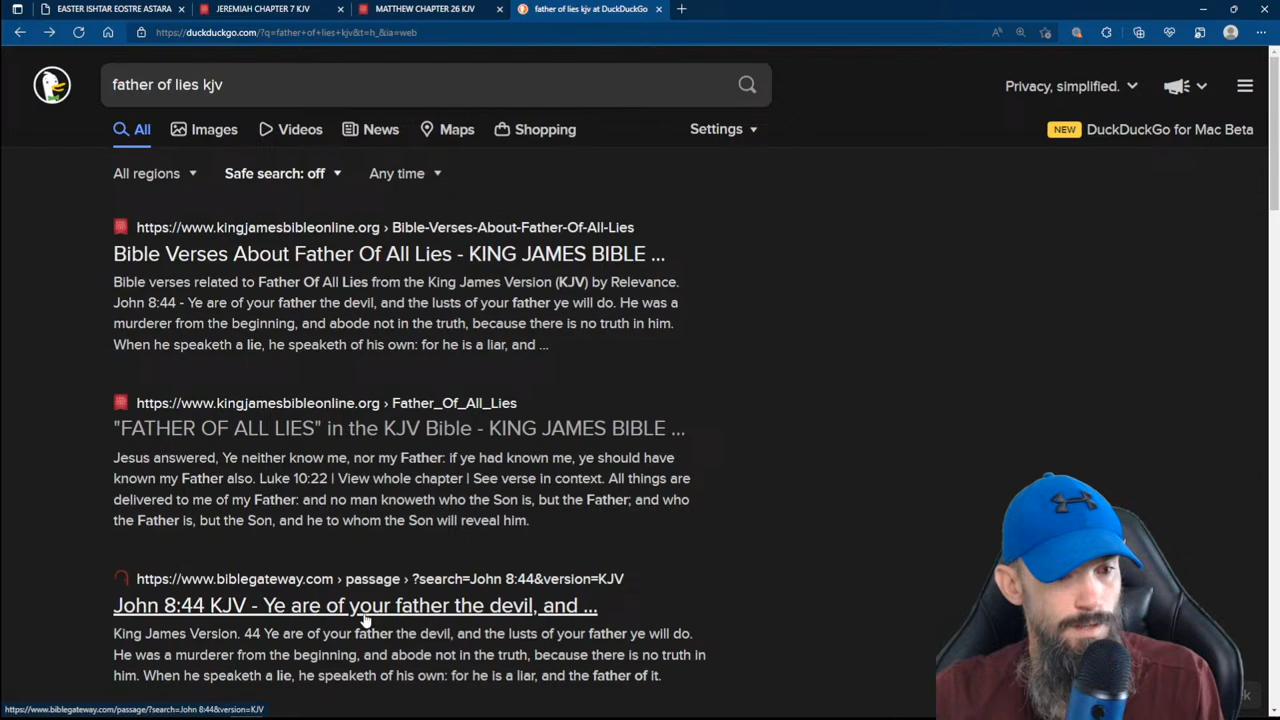 EASTER ISHTAR EOSTRE ASTARA
JEREMIAH CHAPTER 7 KJV
MATTHEW CHAPTER 26 KJV
father of lies kjv at DuckDuckGo
https://duckduckgo.com/?q=father+of+lies+kjv&t=h_&ia=web
father of lies kjv
Privacy, simplified.
All
Images
Videos
News
Maps
Shopping
Settings
NEW
DuckDuckGo for Mac Beta
All regions
Safe search: off
Any time
https://www.kingjamesbibleonline.org › Bible-Verses-About-Father-Of-All-Lies
Bible Verses About Father Of All Lies - KING JAMES BIBLE ...
Bible verses related to Father Of All Lies from the King James Version (KJV) by Relevance.
John 8:44 - Ye are of your father the devil, and the lusts of your father ye will do. He was a
murderer from the beginning, and abode not in the truth, because there is no truth in him.
When he speaketh a lie, he speaketh of his own: for he is a liar, and ...
https://www.kingjamesbibleonline.org › Father_Of_All_Lies
"FATHER OF ALL LIES" in the KJV Bible - KING JAMES BIBLE ...
Jesus answered, Ye neither know me, nor my Father: if ye had known me, ye should have
known my Father also. Luke 10:22 | View whole chapter | See verse in context. All things are
delivered to me of my Father: and no man knoweth who the Son is, but the Father; and who
the Father is, but the Son, and he to whom the Son will reveal him.
https://www.biblegateway.com › passage › ?search=John 8:44&version=KJV
John 8:44 KJV - Ye are of your father the devil, and ...
King James Version. 44 Ye are of your father the devil, and the lusts of your father ye will do.
He was a murderer from the beginning, and abode not in the truth, because there is no truth in
him. When he speaketh a lie, he speaketh of his own: for he is a liar, and the father of it.
https://www.biblegateway.com/passage/?search=John 8:44&version=KJV